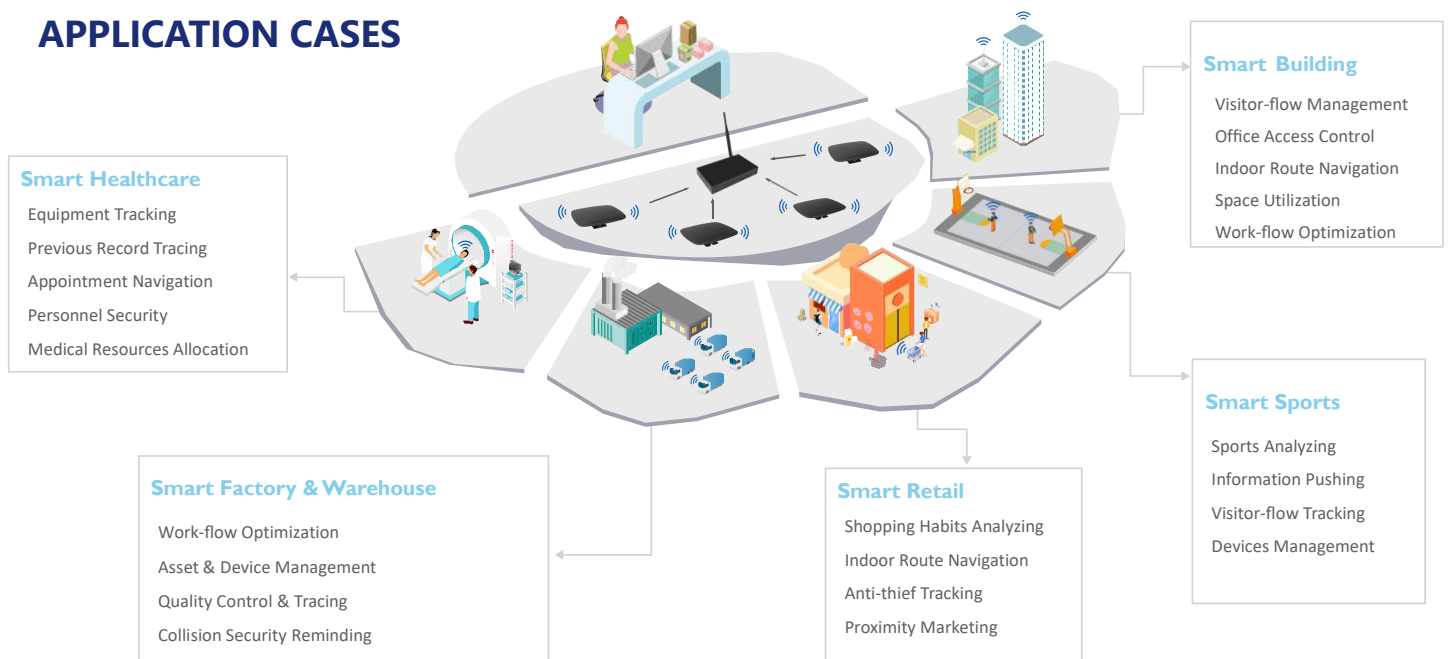 APPLICATION CASES
Smart Building
Visitor-flow Management
Office Access Control
Indoor Route Navigation
Space Utilization
Work-flow Optimization
Smart Healthcare
Equipment Tracking
Previous Record Tracing
Appointment Navigation
Personnel Security
Medical Resources Allocation
Smart Sports
Sports Analyzing
Information Pushing
Visitor-flow Tracking
Devices Management
Smart Factory & Warehouse
Work-flow Optimization
Asset & Device Management
Quality Control & Tracing
Collision Security Reminding
Smart Retail
Shopping Habits Analyzing
Indoor Route Navigation
Anti-thief Tracking
Proximity Marketing